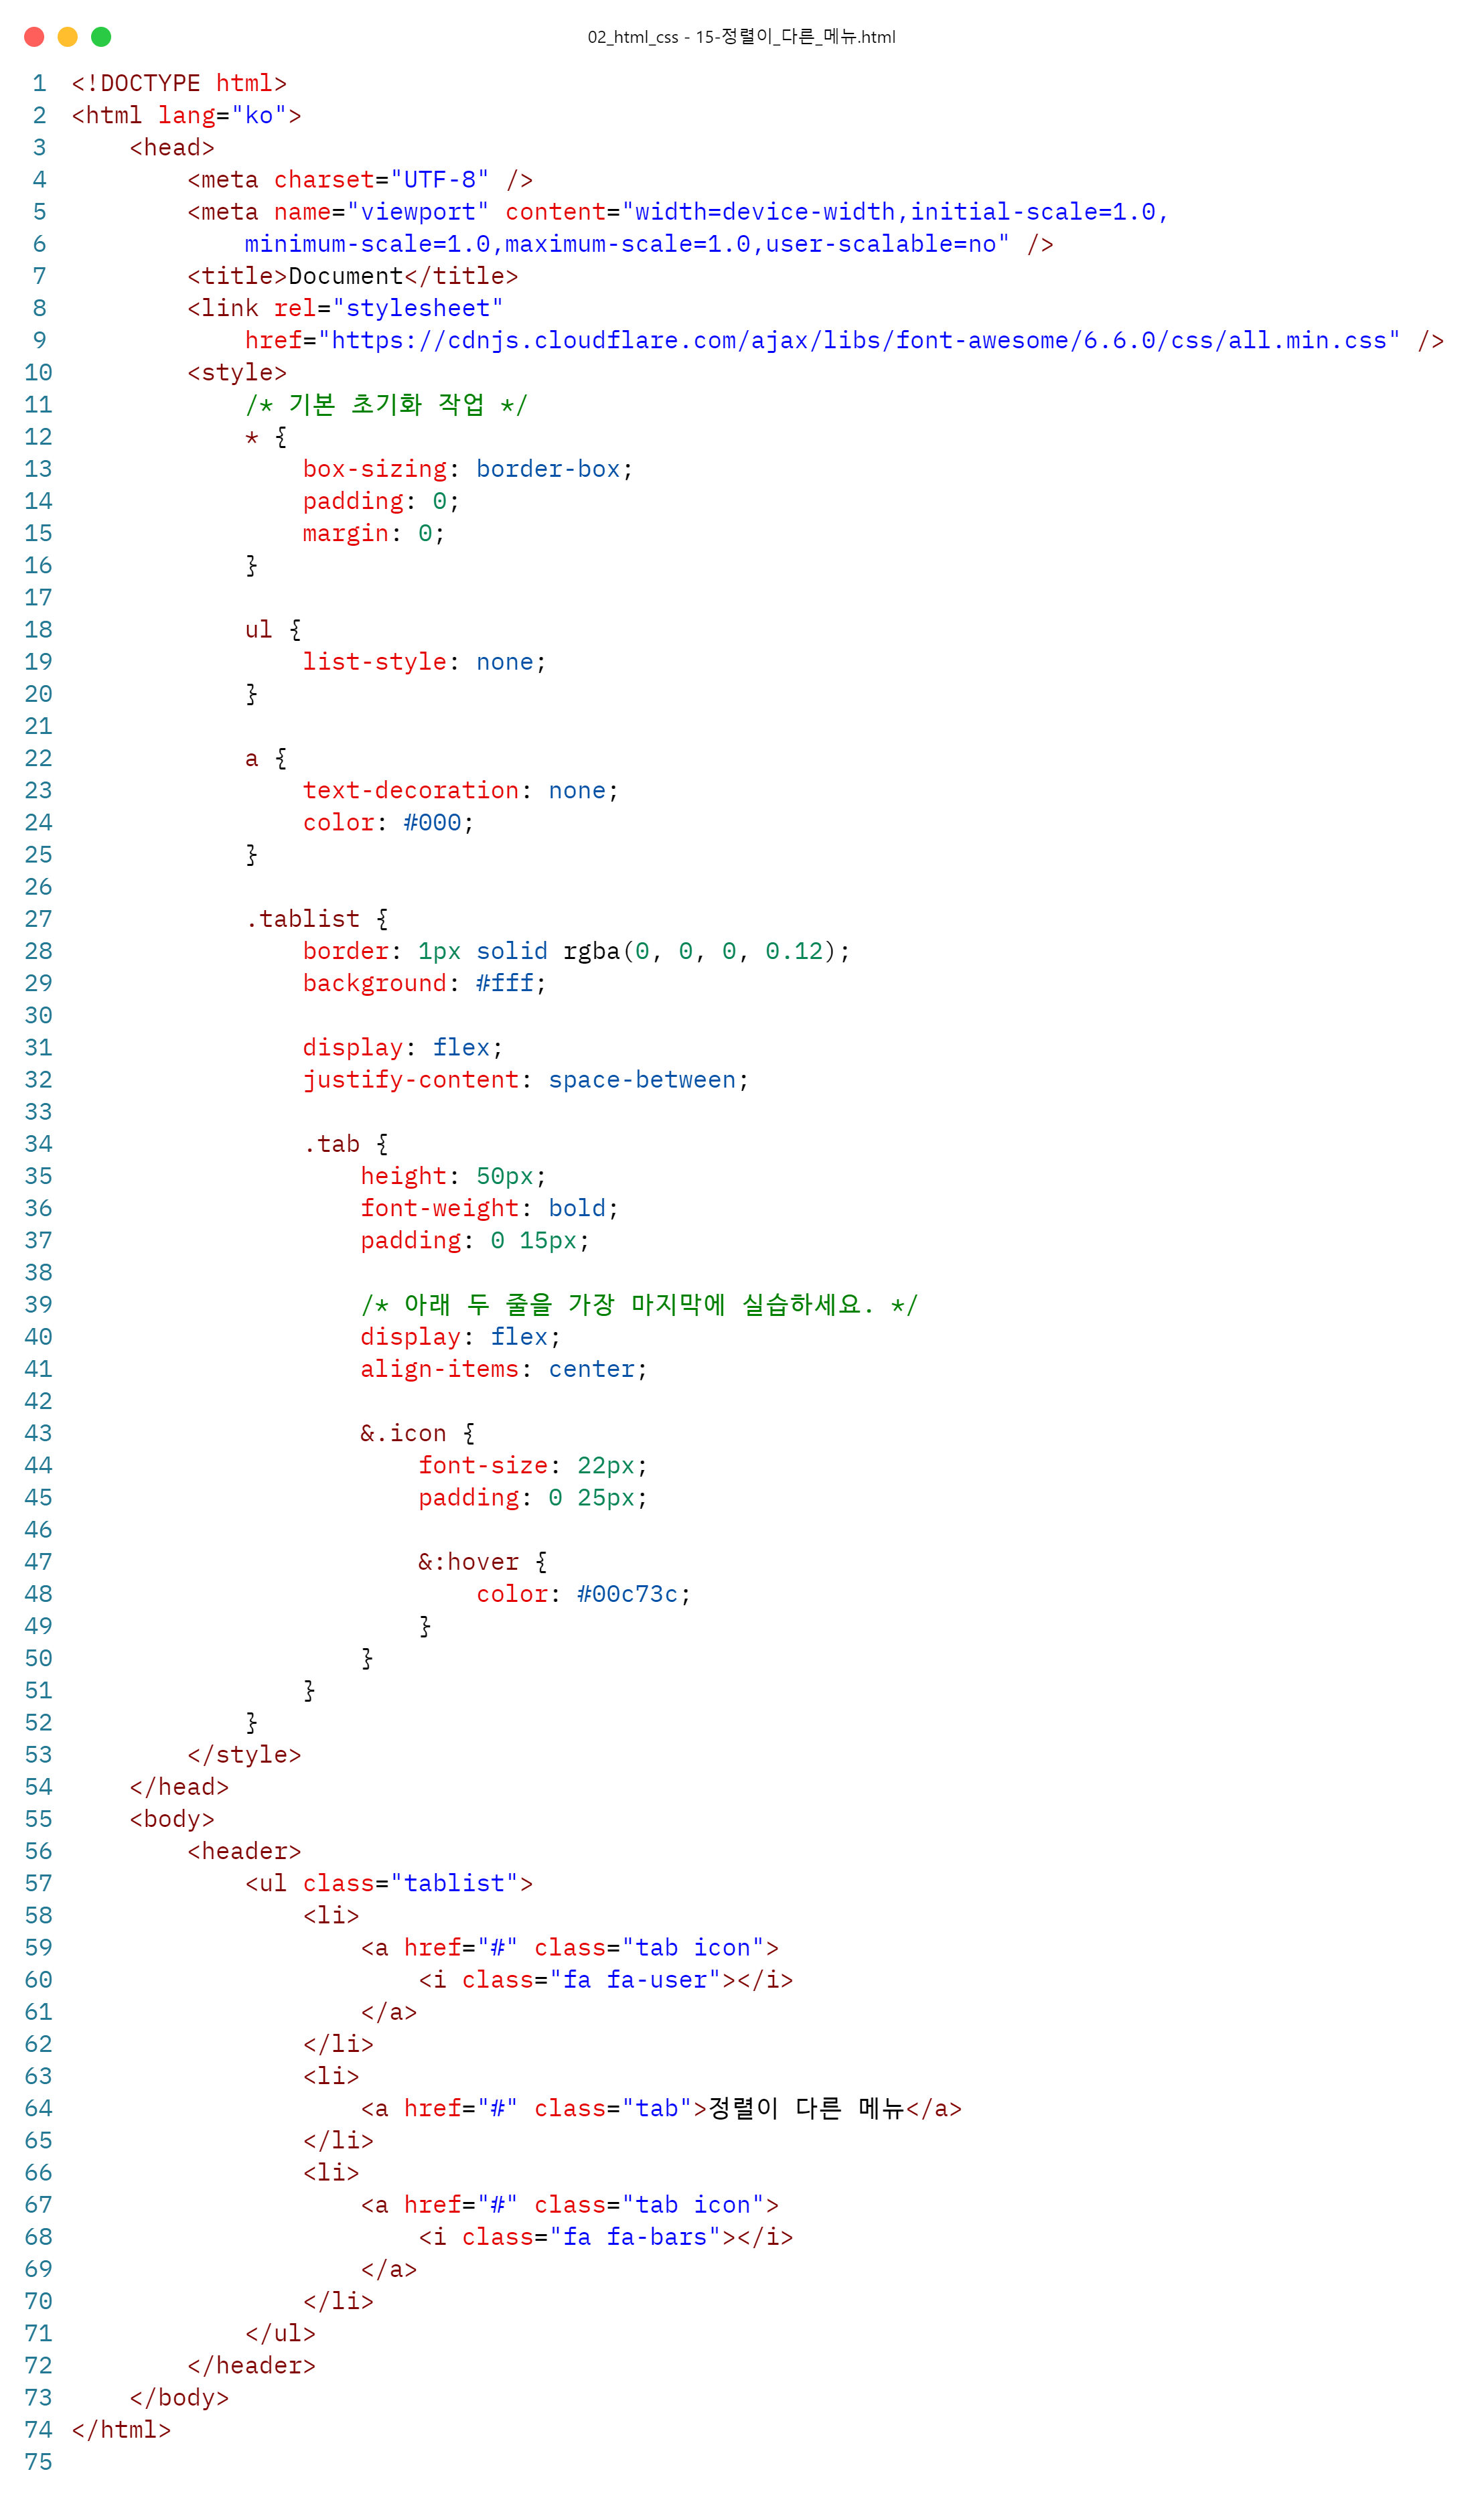 02_html_css - 15-정렬이_다른_메뉴.html
1 <!DOCTYPE html>
2 <html lang="ko">
3     <head>
4         <meta charset="UTF-8" />
5         <meta name="viewport" content="width=device-width,initial-scale=1.0,
6             minimum-scale=1.0,maximum-scale=1.0,user-scalable=no" />
7         <title>Document</title>
8         <link rel="stylesheet"
9             href="https://cdnjs.cloudflare.com/ajax/libs/font-awesome/6.6.0/css/all.min.css" />
10         <style>
11             /* 기본 초기화 작업 */
12             * {
13                 box-sizing: border-box;
14                 padding: 0;
15                 margin: 0;
16             }
17
18             ul {
19                 list-style: none;
20             }
21
22             a {
23                 text-decoration: none;
24                 color: #000;
25             }
26
27             .tablist {
28                 border: 1px solid rgba(0, 0, 0, 0.12);
29                 background: #fff;
30
31                 display: flex;
32                 justify-content: space-between;
33
34                 .tab {
35                     height: 50px;
36                     font-weight: bold;
37                     padding: 0 15px;
38
39                     /* 아래 두 줄을 가장 마지막에 실습하세요. */
40                     display: flex;
41                     align-items: center;
42
43                     &.icon {
44                         font-size: 22px;
45                         padding: 0 25px;
46
47                         &:hover {
48                             color: #00c73c;
49                         }
50                     }
51                 }
52             }
53         </style>
54     </head>
55     <body>
56         <header>
57             <ul class="tablist">
58                 <li>
59                     <a href="#" class="tab icon">
60                         <i class="fa fa-user"></i>
61                     </a>
62                 </li>
63                 <li>
64                     <a href="#" class="tab">정렬이 다른 메뉴</a>
65                 </li>
66                 <li>
67                     <a href="#" class="tab icon">
68                         <i class="fa fa-bars"></i>
69                     </a>
70                 </li>
71             </ul>
72         </header>
73     </body>
74 </html>
75